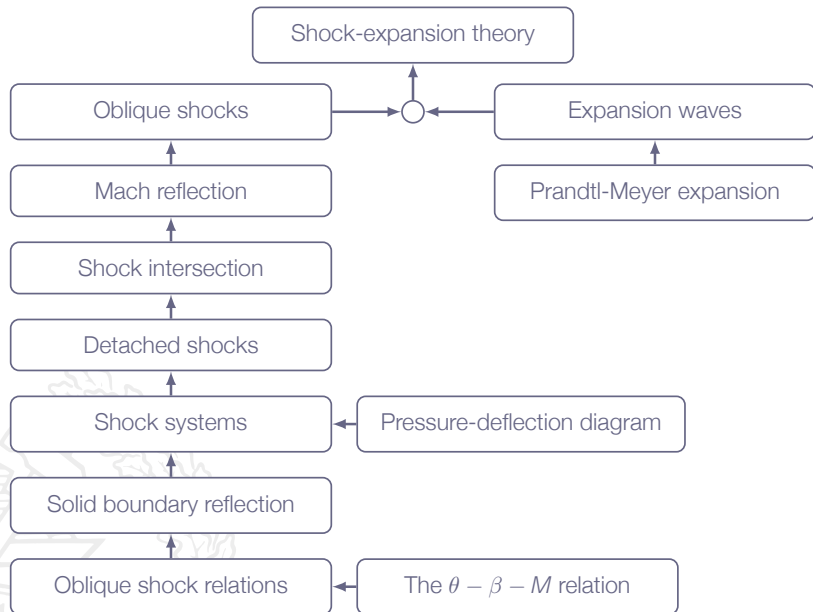 Shock-expansion theory
Oblique shocks
Expansion waves
Mach reflection
Prandtl-Meyer expansion
Shock intersection
Detached shocks
Shock systems
Pressure-deflection diagram
Solid boundary reflection
Oblique shock relations
The θ − β − M relation